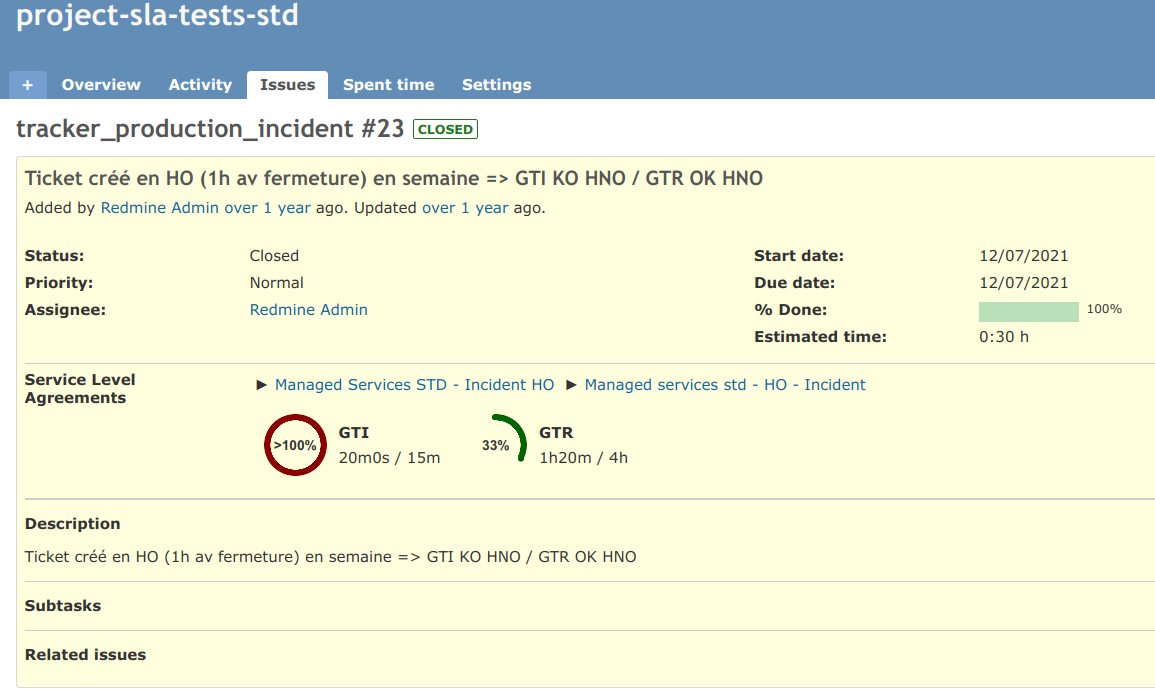 project-sla-tests-std
+ Overview Activity Issues Spent time Settings
tracker_production_incident #23 CLOSED
Ticket créé en HO (1h av fermeture) en semaine => GTI KO HNO / GTR OK HNO
Added by Redmine Admin over 1 year ago. Updated over 1 year ago.
Status: Closed Start date: 12/07/2021
Priority: Normal Due date: 12/07/2021
Assignee: Redmine Admin % Done: 100%
Estimated time: 0:30 h
Service Level Agreements
► Managed Services STD - Incident HO ► Managed services std - HO - Incident
>100% GTI 33% GTR
20m0s / 15m 1h20m / 4h
Description
Ticket créé en HO (1h av fermeture) en semaine => GTI KO HNO / GTR OK HNO
Subtasks
Related issues